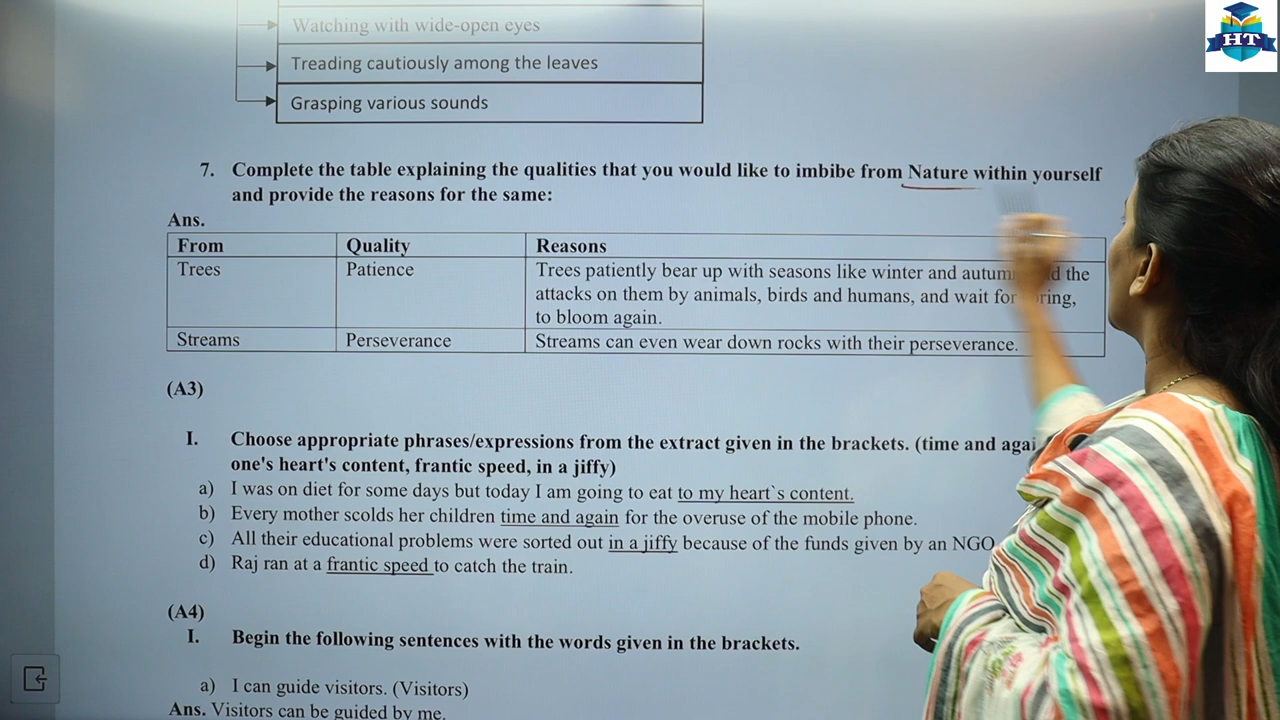 Watching with wide-open eyes
Treading cautiously among the leaves
Grasping various sounds
HT
7. Complete the table explaining the qualities that you would like to imbibe from Nature within yourself
and provide the reasons for the same:
Ans.
From Quality Reasons
Trees Patience Trees patiently bear up with seasons like winter and the
attacks on them by animals, birds and humans, and wait for
to bloom again.
Streams Perseverance Streams can even wear down rocks with their perseverance.
(A3)
I. Choose appropriate phrases/expressions from the extract given in the brackets. (time and
one's heart's content, frantic speed, in a jiffy)
a) I was on diet for some days but today I am going to eat to my heart`s content.
b) Every mother scolds her children time and again for the overuse of the mobile phone.
c) All their educational problems were sorted out in a jiffy because of the funds given by an NGO
d) Raj ran at a frantic speed to catch the train.
(A4)
I. Begin the following sentences with the words given in the brackets.
a) I can guide visitors. (Visitors)
Ans. Visitors can be guided by me.